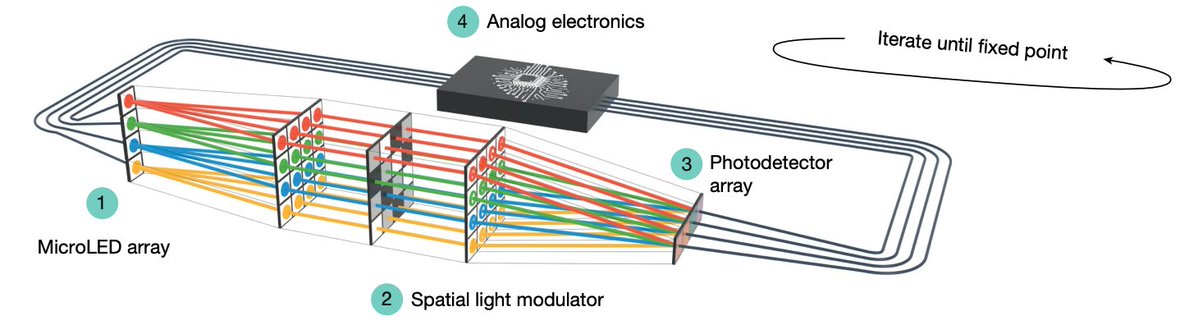 4 Analog electronics
Iterate until fixed point
3 Photodetector
array
1
MicroLED array
2 Spatial light modulator